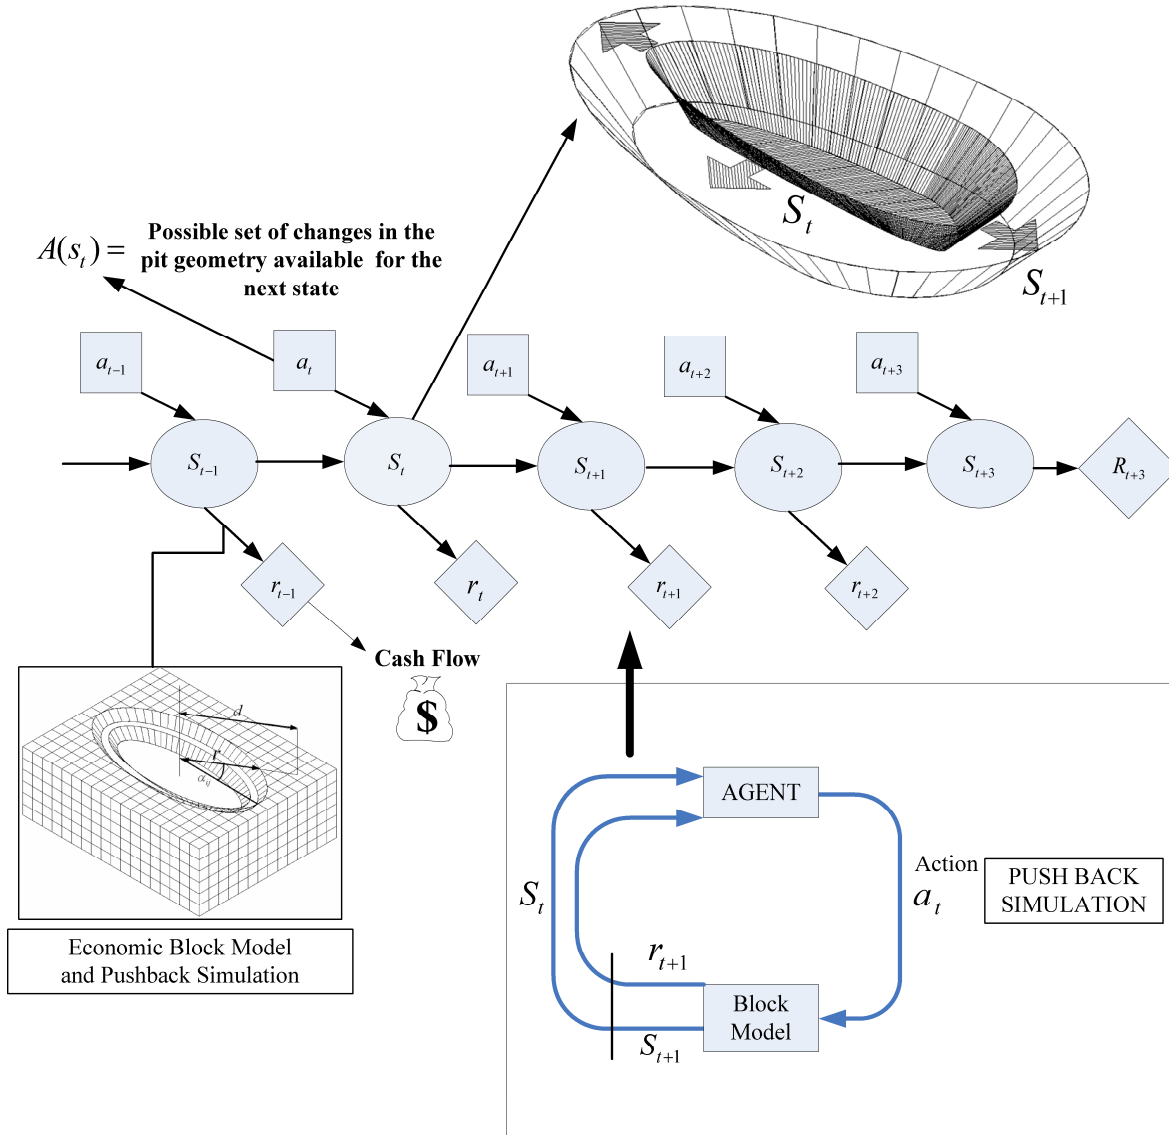 S_t
S_{t+1}
A(s_t) = Possible set of changes in the
pit geometry available for the
next state
a_{t-1}
a_t
a_{t+1}
a_{t+2}
a_{t+3}
S_{t-1}
S_t
S_{t+1}
S_{t+2}
S_{t+3}
R_{t+3}
r_{t-1}
r_t
r_{t+1}
r_{t+2}
Cash Flow
$
d
r
α_{ij}
Economic Block Model
and Pushback Simulation
AGENT
S_t
Action
a_t
PUSH BACK
SIMULATION
r_{t+1}
Block
Model
S_{t+1}